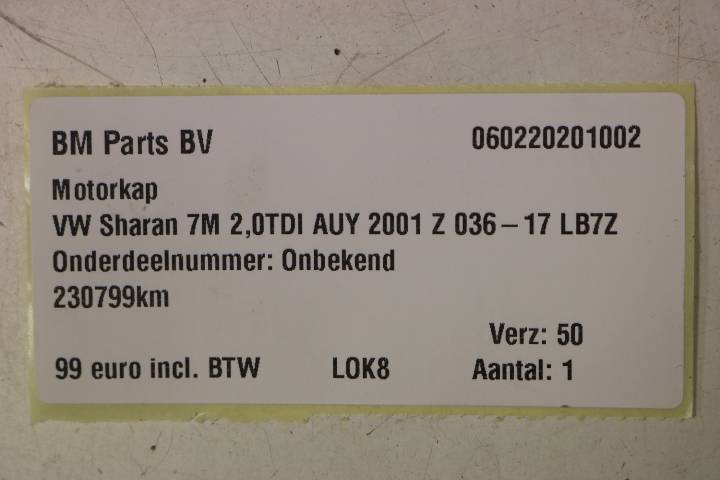 BM Parts BV 060220201002
Motorkap
VW Sharan 7M 2,0TDI AUY 2001 Z 036–17 LB7Z
Onderdeelnummer: Onbekend
230799km
Verz: 50
99 euro incl. BTW LOK8 Aantal: 1